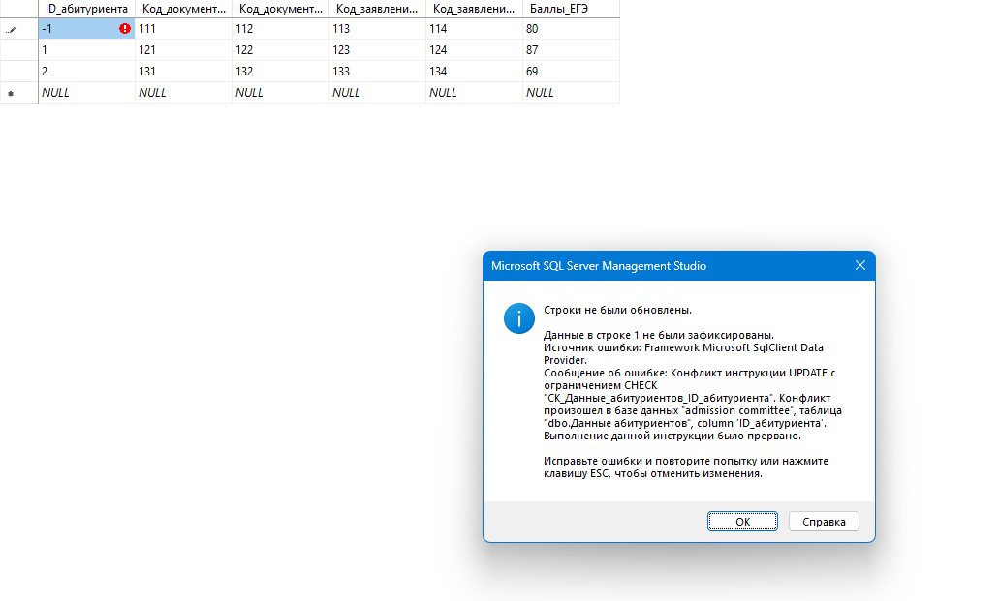 ID_абитуриента Код_документ... Код_документ... Код_заявлени... Код_заявлени... Баллы_ЕГЭ
-1 111 112 113 114 80
1 121 122 123 124 87
2 131 132 133 134 69
NULL NULL NULL NULL NULL NULL
Microsoft SQL Server Management Studio
Строки не были обновлены.
Данные в строке 1 не были зафиксированы.
Источник ошибки: Framework Microsoft SqlClient Data
Provider.
Сообщение об ошибке: Конфликт инструкции UPDATE с
ограничением CHECK
"СК_Данные_абитуриентов_ID_абитуриента". Конфликт
произошел в базе данных "admission committee", таблица
"dbo.Данные абитуриентов", column 'ID_абитуриента'.
Выполнение данной инструкции было прервано.
Исправьте ошибки и повторите попытку или нажмите
клавишу ESC, чтобы отменить изменения.
ОК Справка